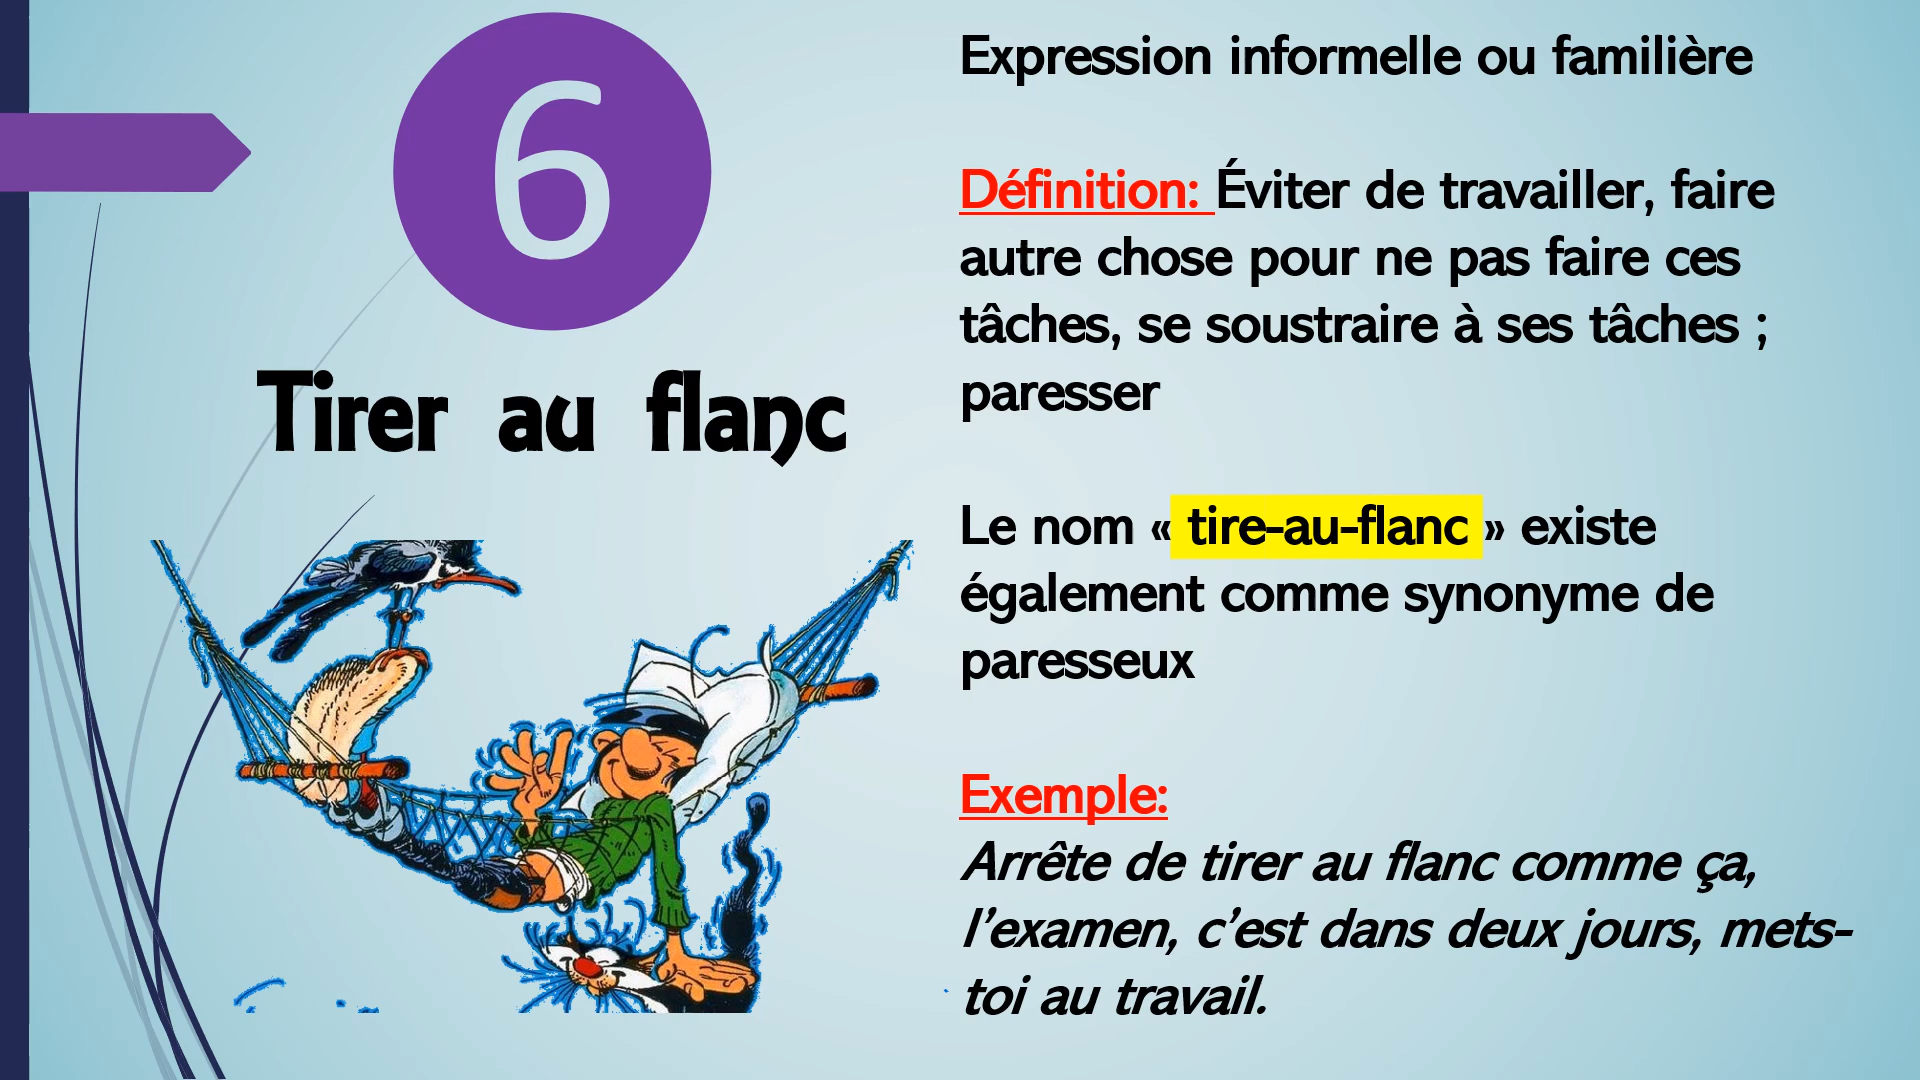 6
Tirer au flanc
Expression informelle ou familière
Définition: Éviter de travailler, faire
autre chose pour ne pas faire ces
tâches, se soustraire à ses tâches ;
paresser
Le nom « tire-au-flanc » existe
également comme synonyme de
paresseux
Exemple:
Arrête de tirer au flanc comme ça,
l’examen, c’est dans deux jours, mets-
toi au travail.